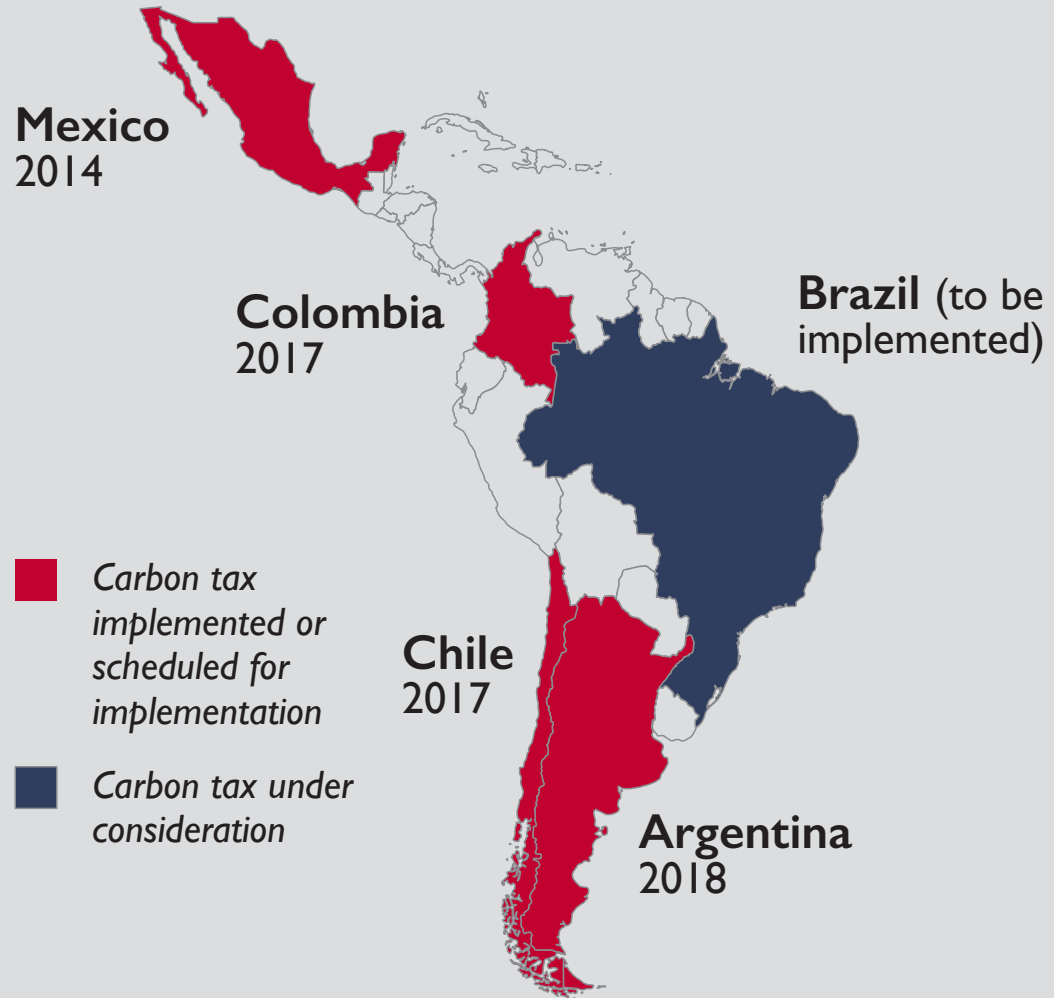 Mexico
2014
Colombia
2017
Brazil (to be
implemented)
Carbon tax
implemented or
scheduled for
implementation
Chile
2017
Carbon tax under
consideration
Argentina
2018